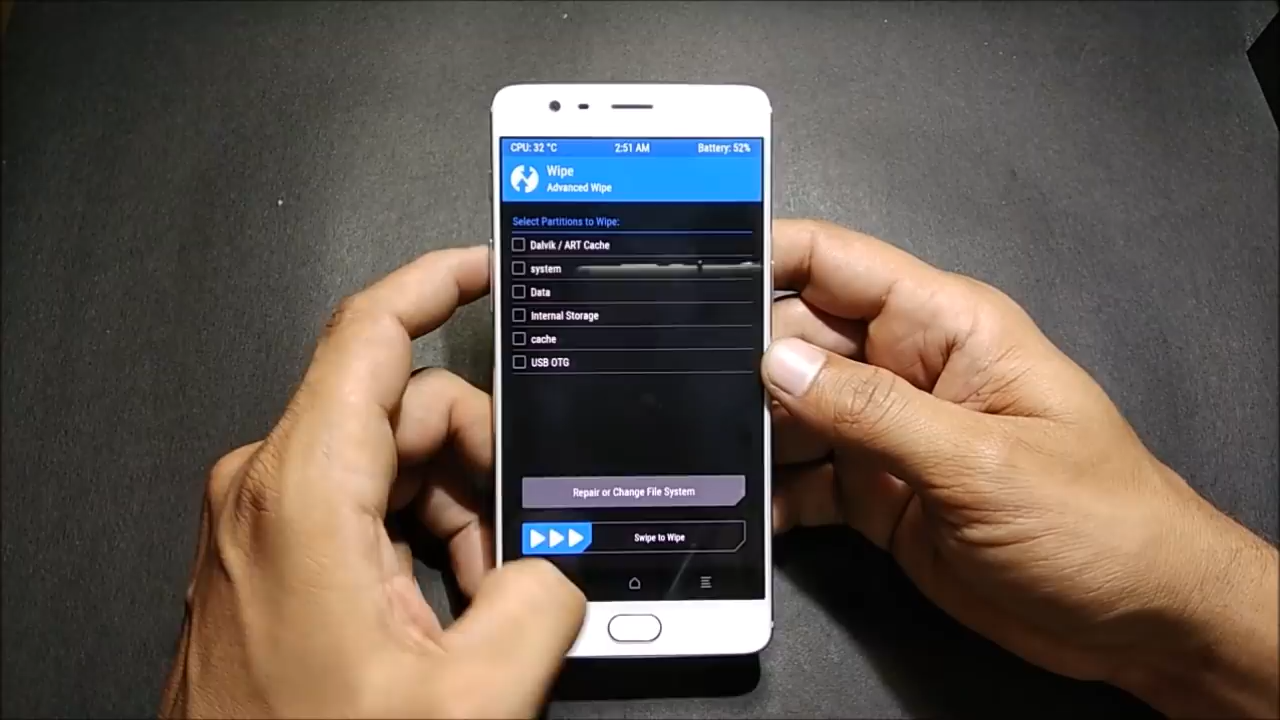 CPU: 32 °C 2:51 AM Battery: 52%
Wipe
Advanced Wipe
Select Partitions to Wipe:
Dalvik / ART Cache
system
Data
Internal Storage
cache
USB OTG
Repair or Change File System
Swipe to Wipe